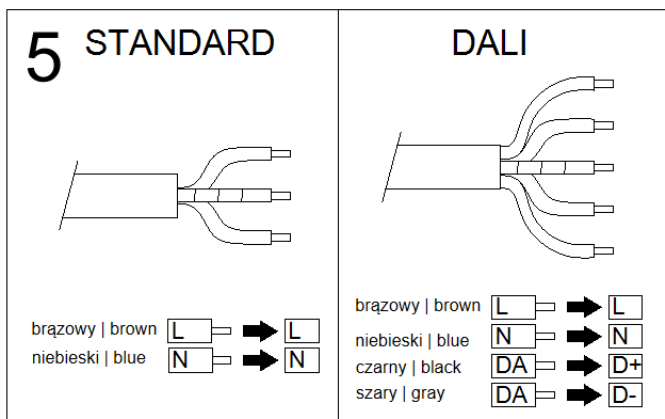 5 STANDARD
brązowy | brown L L
niebieski | blue N N
DALI
brązowy | brown L L
niebieski | blue N N
czarny | black DA D+
szary | gray DA D-